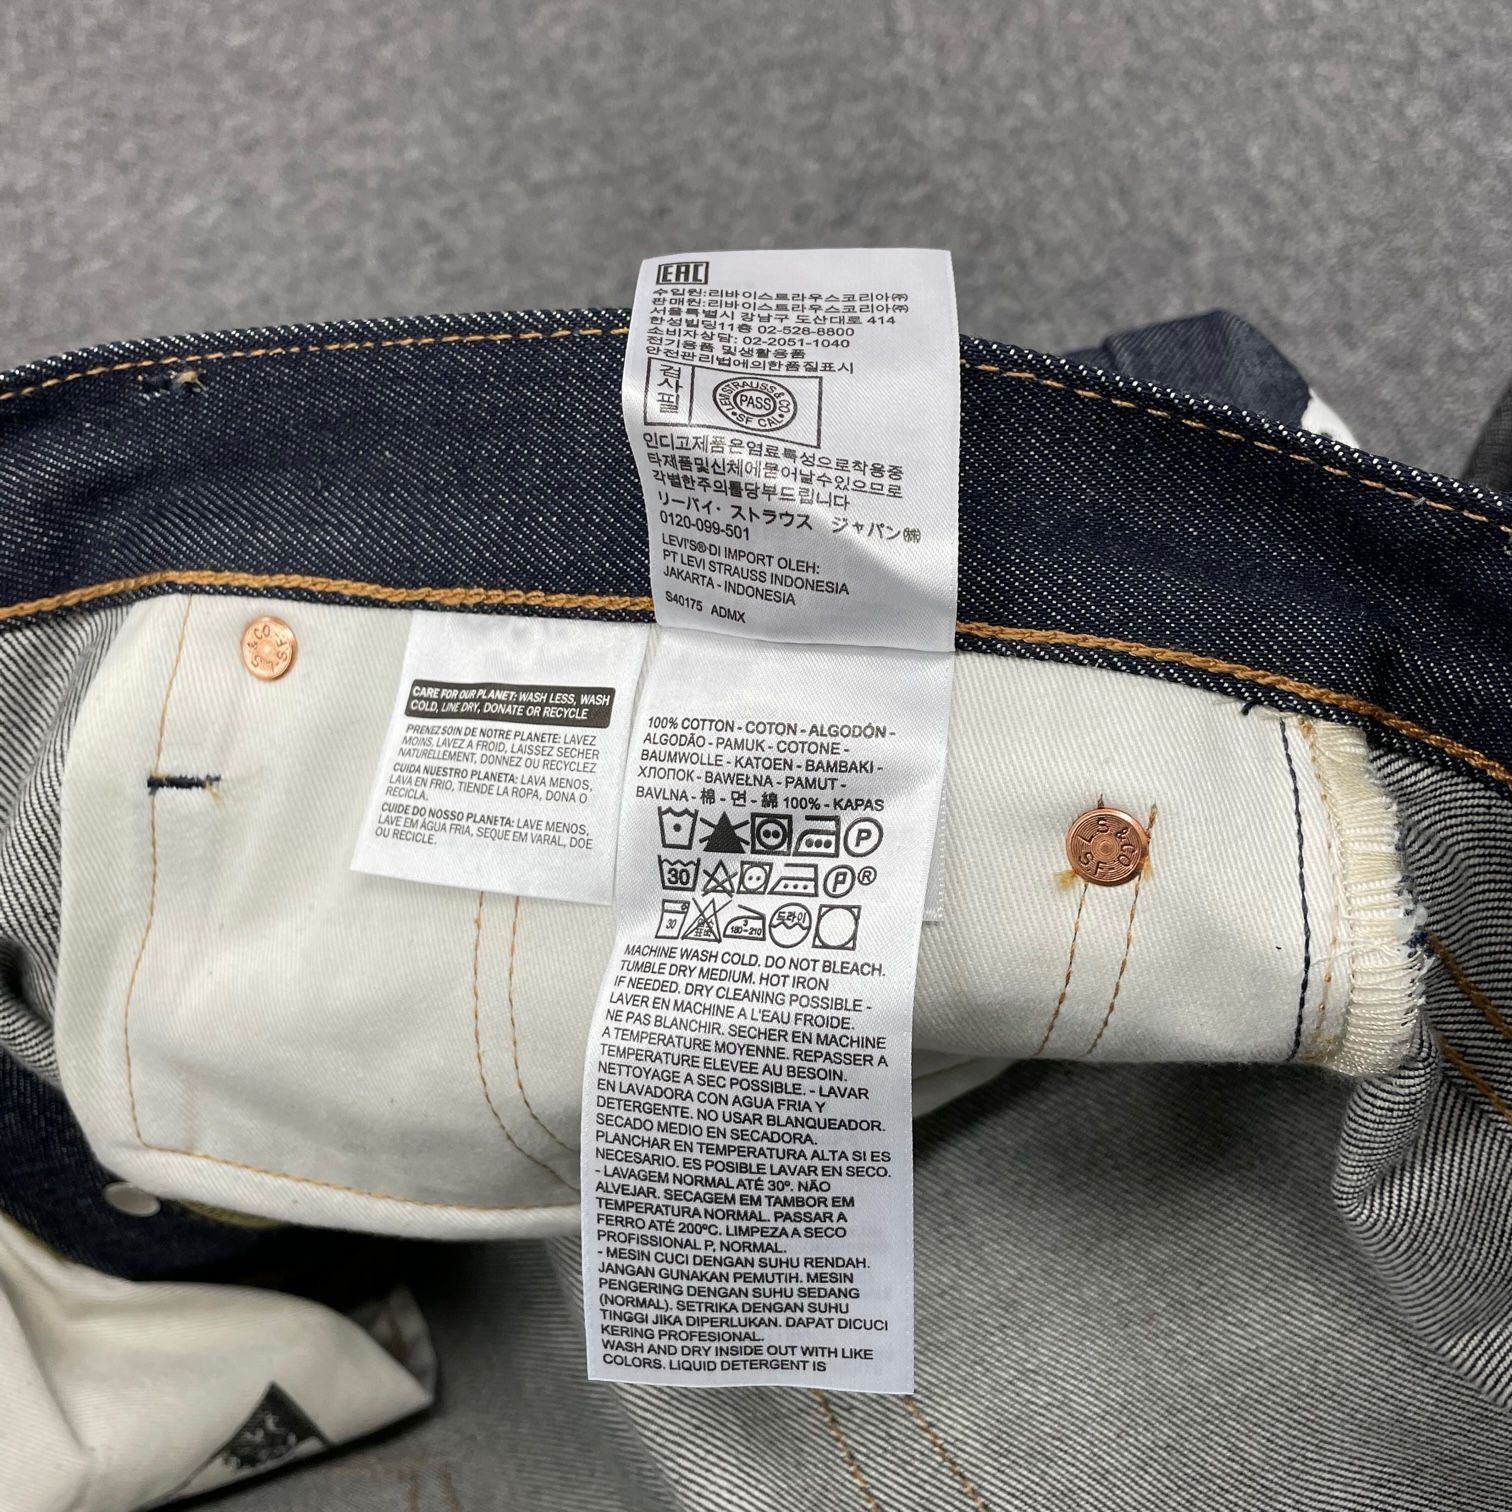 EAC
수입원:리바이스트라우스코리아㈜
판매원:리바이스트라우스코리아㈜
서울특별시 강남구 도산대로 414
한성빌딩11층 02-528-8800
소비자상담: 02-2051-1040
전기용품 및생활용품
안전관리법에의한품질표시
검사필
LEVI STRAUSS & CO
PASS
SF CAL
인디고제품은염료특성으로착용중
타제품및신체에묻어날수있으므로
각별한주의를당부드립니다
リーバイ・ストラウス ジャパン㈱
0120-099-501
LEVI'S® DI IMPORT OLEH:
PT LEVI STRAUSS INDONESIA
JAKARTA - INDONESIA
S40175 ADMX
L S & CO. S.F.
CARE FOR OUR PLANET: WASH LESS, WASH
COLD, LINE DRY, DONATE OR RECYCLE
PRENEZ SOIN DE NOTRE PLANETE: LAVEZ
MOINS, LAVEZ A FROID, LAISSEZ SECHER
NATURELLEMENT, DONNEZ OU RECYCLEZ
CUIDA NUESTRO PLANETA: LAVA MENOS,
LAVA EN FRIO, TIENDE LA ROPA, DONA O
RECICLA.
CUIDE DO NOSSO PLANETA: LAVE MENOS,
LAVE EM ÁGUA FRIA, SEQUE EM VARAL, DOE
OU RECICLE.
100% COTTON - COTON - ALGODÓN -
ALGODÃO - PAMUK - COTONE -
BAUMWOLLE - KATOEN - BAMBAKI -
ХЛОПОК - BAWEŁNA - PAMUT -
BAVLNA - 棉 - 면 - 綿 100% - KAPAS
P
30 P®
30 3 180-210 드라이
L S & CO SF
MACHINE WASH COLD. DO NOT BLEACH.
TUMBLE DRY MEDIUM. HOT IRON
IF NEEDED. DRY CLEANING POSSIBLE -
LAVER EN MACHINE A L'EAU FROIDE.
NE PAS BLANCHIR. SECHER EN MACHINE
A TEMPERATURE MOYENNE. REPASSER A
TEMPERATURE ELEVEE AU BESOIN.
NETTOYAGE A SEC POSSIBLE. - LAVAR
EN LAVADORA CON AGUA FRIA Y
DETERGENTE. NO USAR BLANQUEADOR.
SECADO MEDIO EN SECADORA.
PLANCHAR EN TEMPERATURA ALTA SI ES
NECESARIO. ES POSIBLE LAVAR EN SECO.
- LAVAGEM NORMAL ATÉ 30º. NÃO
ALVEJAR. SECAGEM EM TAMBOR EM
TEMPERATURA NORMAL. PASSAR A
FERRO ATÉ 200ºC. LIMPEZA A SECO
PROFISSIONAL P, NORMAL.
- MESIN CUCI DENGAN SUHU RENDAH.
JANGAN GUNAKAN PEMUTIH. MESIN
PENGERING DENGAN SUHU SEDANG
(NORMAL). SETRIKA DENGAN SUHU
TINGGI JIKA DIPERLUKAN. DAPAT DICUCI
KERING PROFESIONAL.
WASH AND DRY INSIDE OUT WITH LIKE
COLORS. LIQUID DETERGENT IS